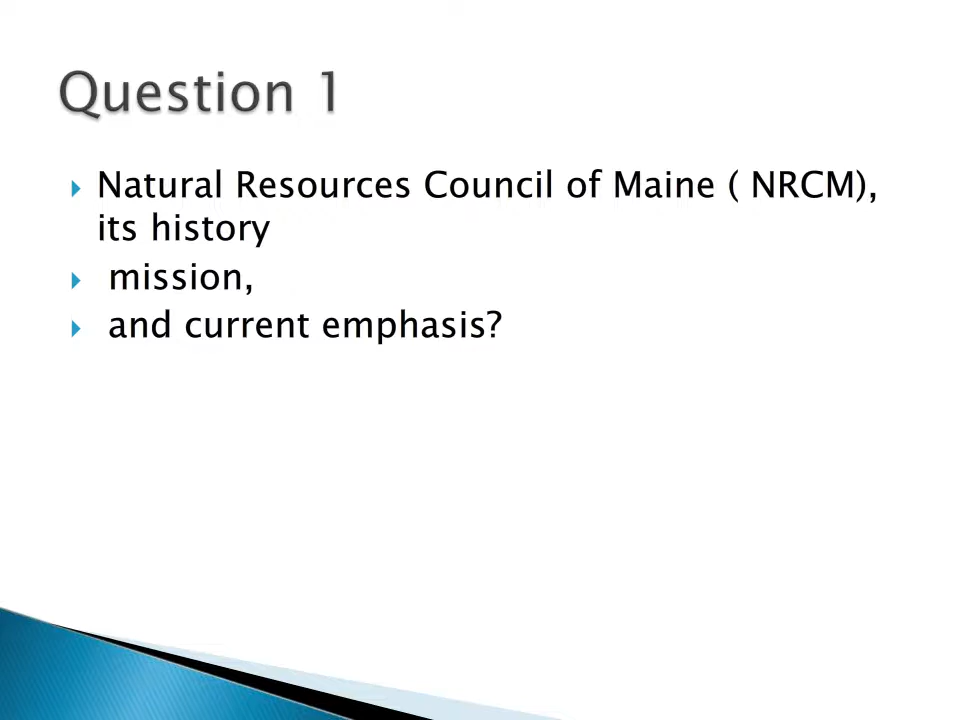 Question 1
Natural Resources Council of Maine ( NRCM),
its history
mission,
and current emphasis?